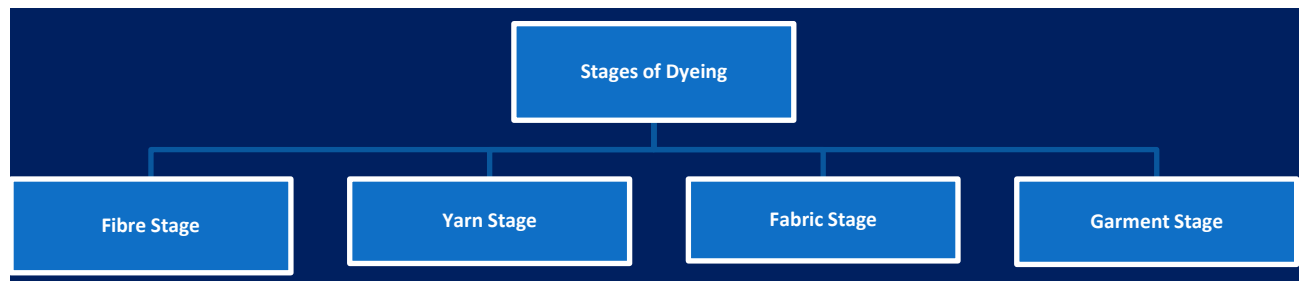 Stages of Dyeing
Fibre Stage
Yarn Stage
Fabric Stage
Garment Stage